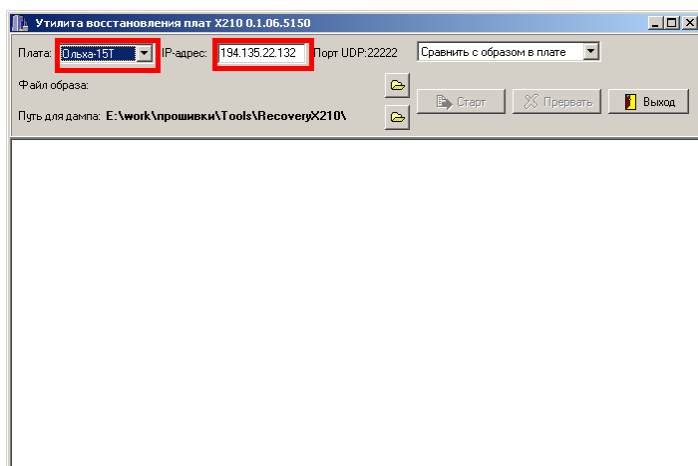 Утилита восстановления плат X210 0.1.06.5150
Плата: Ольха-15Т IP-адрес: 194.135.22.132 Порт UDP:22222 Сравнить с образом в плате
Файл образа:
Старт Прервать Выход
Путь для дампа: E:\work\прошивки\Tools\RecoveryX210\